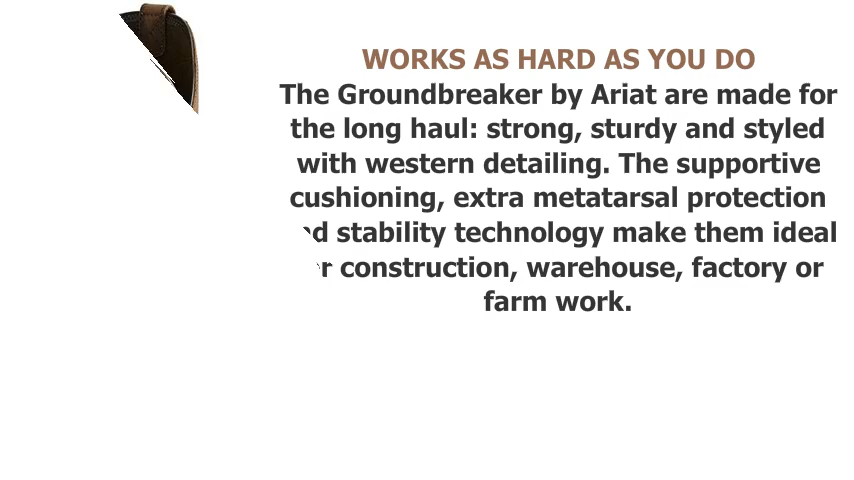 WORKS AS HARD AS YOU DO
The Groundbreaker by Ariat are made for
the long haul: strong, sturdy and styled
with western detailing. The supportive
cushioning, extra metatarsal protection
stability technology make them ideal
construction, warehouse, factory or
farm work.